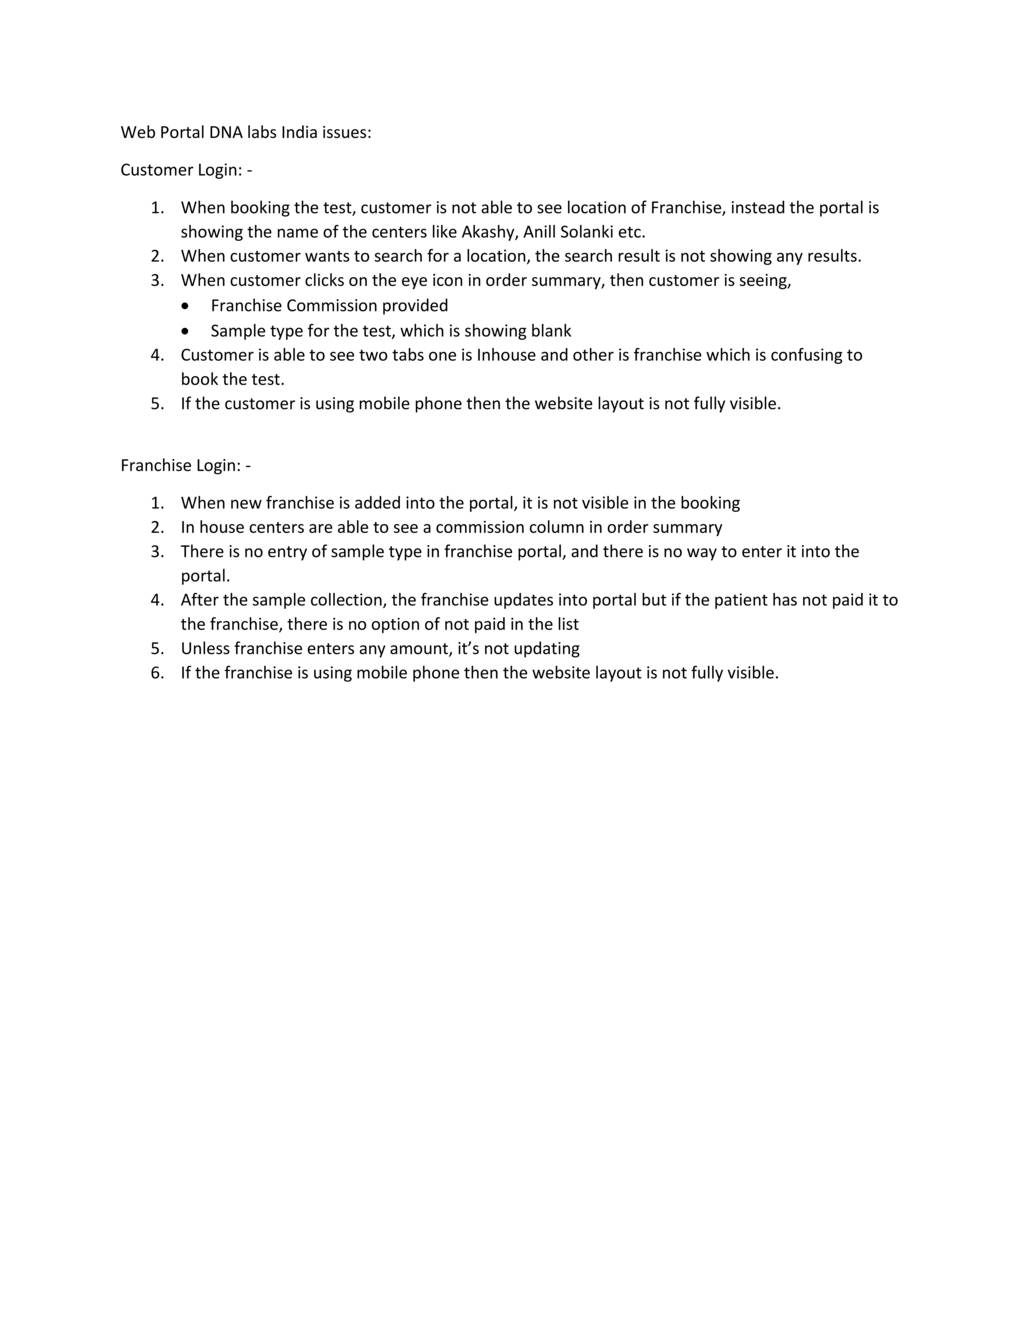 Web Portal DNA labs India issues:
Customer Login: -
1. When booking the test, customer is not able to see location of Franchise, instead the portal is
showing the name of the centers like Akashy, Anill Solanki etc.
2. When customer wants to search for a location, the search result is not showing any results.
3. When customer clicks on the eye icon in order summary, then customer is seeing,
• Franchise Commission provided
• Sample type for the test, which is showing blank
4. Customer is able to see two tabs one is Inhouse and other is franchise which is confusing to
book the test.
5. If the customer is using mobile phone then the website layout is not fully visible.
Franchise Login: -
1. When new franchise is added into the portal, it is not visible in the booking
2. In house centers are able to see a commission column in order summary
3. There is no entry of sample type in franchise portal, and there is no way to enter it into the
portal.
4. After the sample collection, the franchise updates into portal but if the patient has not paid it to
the franchise, there is no option of not paid in the list
5. Unless franchise enters any amount, it’s not updating
6. If the franchise is using mobile phone then the website layout is not fully visible.